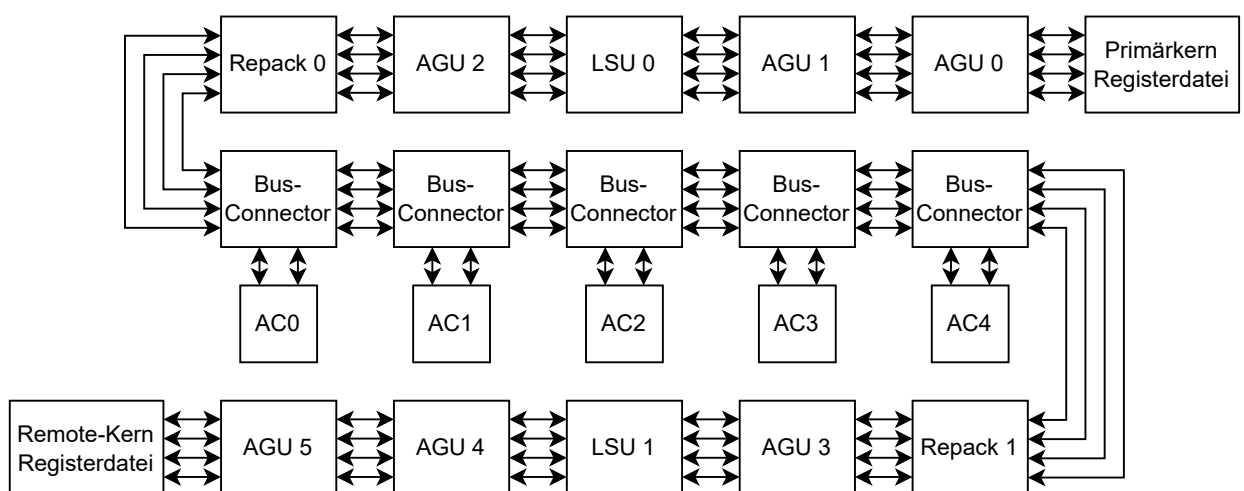 Repack 0
AGU 2
LSU 0
AGU 1
AGU 0
Primärkern
Registerdatei
Bus-
Connector
Bus-
Connector
Bus-
Connector
Bus-
Connector
Bus-
Connector
AC0
AC1
AC2
AC3
AC4
Remote-Kern
Registerdatei
AGU 5
AGU 4
LSU 1
AGU 3
Repack 1